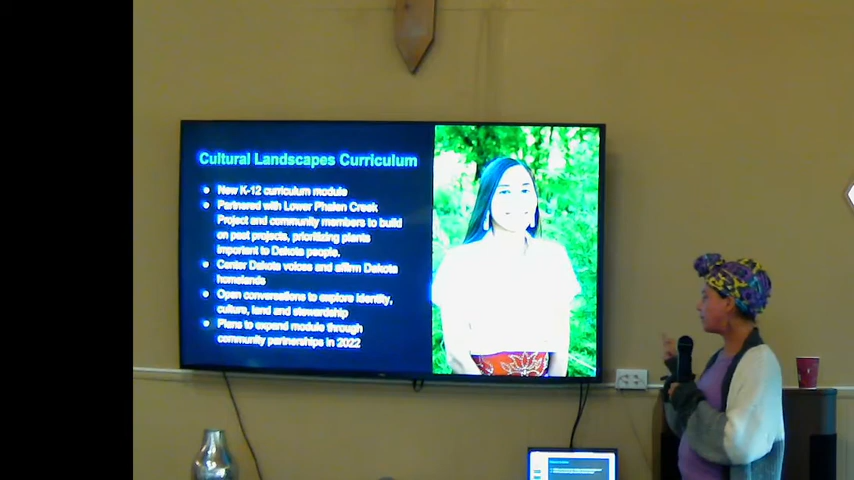 Cultural Landscapes Curriculum
New K-12 curriculum module
Partnered with Lower Phalen Creek
Project and community members to build
on past projects, prioritizing plants
important to Dakota people.
Center Dakota voices and affirm Dakota
homelands
Open conversations to explore identity,
culture, land and stewardship
Plans to expand module through
community partnerships in 2022